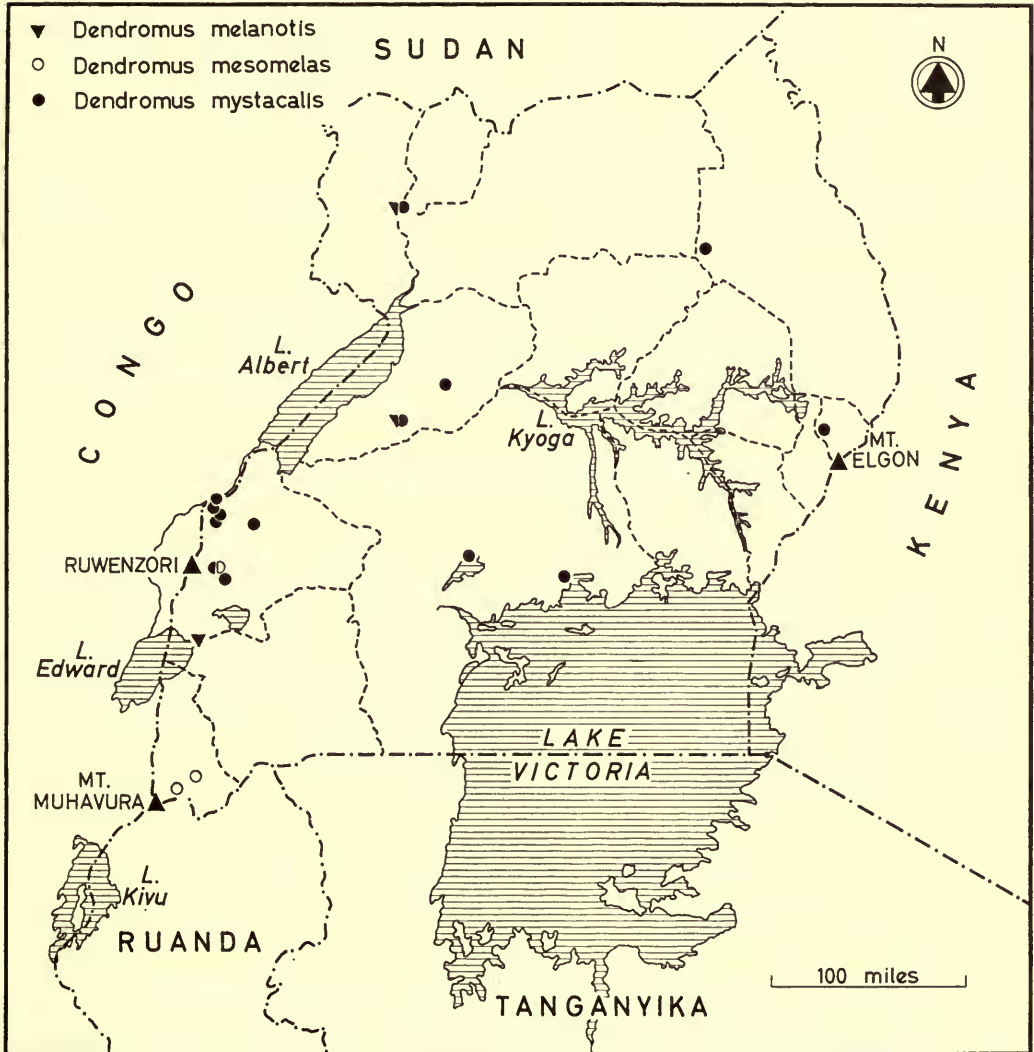 Dendromus melanotis
Dendromus mesomelas
Dendromus mystacalis
SUDAN
N
CONGO
L.
Albert
L.
Kyoga
MT.
ELGON
KENYA
RUWENZORI
L.
Edward
LAKE
VICTORIA
MT.
MUHAVURA
L.
Kivu
RUANDA
100 miles
TANGANYIKA